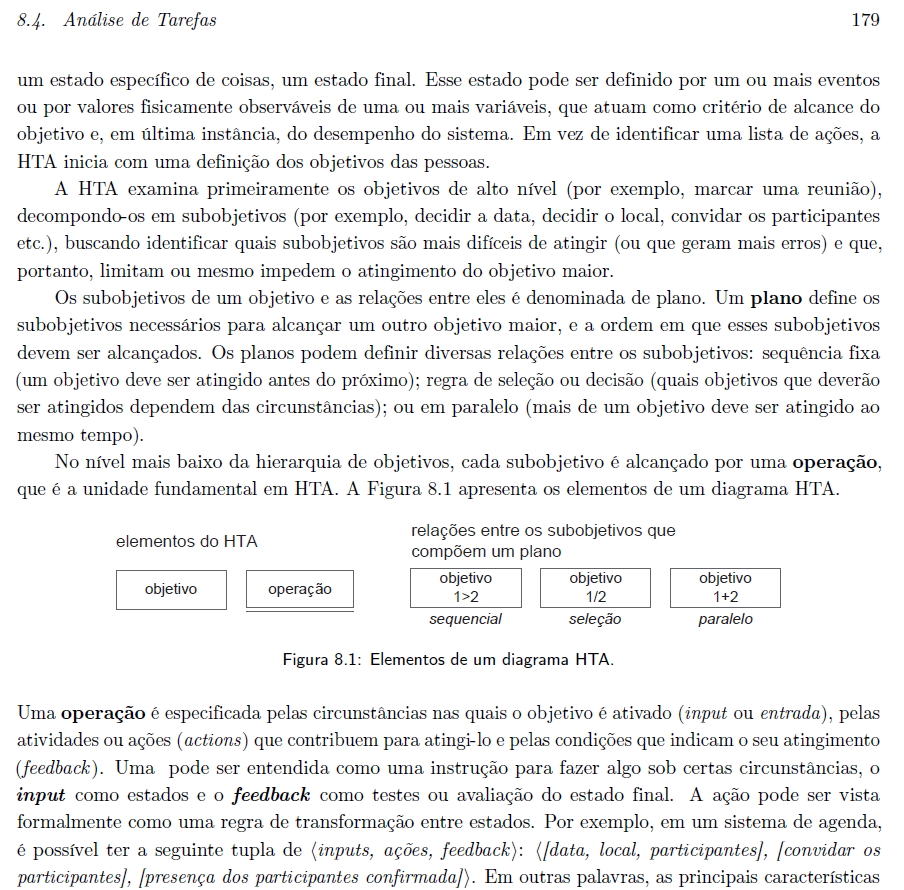 8.4. Análise de Tarefas 179
um estado específico de coisas, um estado final. Esse estado pode ser definido por um ou mais eventos
ou por valores fisicamente observáveis de uma ou mais variáveis, que atuam como critério de alcance do
objetivo e, em última instância, do desempenho do sistema. Em vez de identificar uma lista de ações, a
HTA inicia com uma definição dos objetivos das pessoas.
A HTA examina primeiramente os objetivos de alto nível (por exemplo, marcar uma reunião),
decompondo-os em subobjetivos (por exemplo, decidir a data, decidir o local, convidar os participantes
etc.), buscando identificar quais subobjetivos são mais difíceis de atingir (ou que geram mais erros) e que,
portanto, limitam ou mesmo impedem o atingimento do objetivo maior.
Os subobjetivos de um objetivo e as relações entre eles é denominada de plano. Um plano define os
subobjetivos necessários para alcançar um outro objetivo maior, e a ordem em que esses subobjetivos
devem ser alcançados. Os planos podem definir diversas relações entre os subobjetivos: sequência fixa
(um objetivo deve ser atingido antes do próximo); regra de seleção ou decisão (quais objetivos que deverão
ser atingidos dependem das circunstâncias); ou em paralelo (mais de um objetivo deve ser atingido ao
mesmo tempo).
No nível mais baixo da hierarquia de objetivos, cada subobjetivo é alcançado por uma operação,
que é a unidade fundamental em HTA. A Figura 8.1 apresenta os elementos de um diagrama HTA.
elementos do HTA
objetivo
operação
relações entre os subobjetivos que
compõem um plano
objetivo
1>2
sequencial
objetivo
1/2
seleção
objetivo
1+2
paralelo
Figura 8.1: Elementos de um diagrama HTA.
Uma operação é especificada pelas circunstâncias nas quais o objetivo é ativado (input ou entrada), pelas
atividades ou ações (actions) que contribuem para atingi-lo e pelas condições que indicam o seu atingimento
(feedback). Uma pode ser entendida como uma instrução para fazer algo sob certas circunstâncias, o
input como estados e o feedback como testes ou avaliação do estado final. A ação pode ser vista
formalmente como uma regra de transformação entre estados. Por exemplo, em um sistema de agenda,
é possível ter a seguinte tupla de ⟨inputs, ações, feedback⟩: ⟨[data, local, participantes], [convidar os
participantes], [presença dos participantes confirmada]⟩. Em outras palavras, as principais características